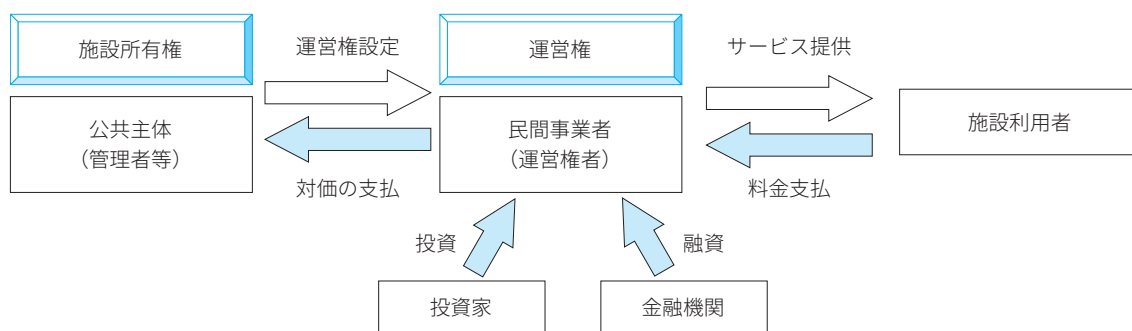 施設所有権
運営権設定
運営権
サービス提供
公共主体
（管理者等）
民間事業者
（運営権者）
施設利用者
対価の支払
料金支払
投資
融資
投資家
金融機関